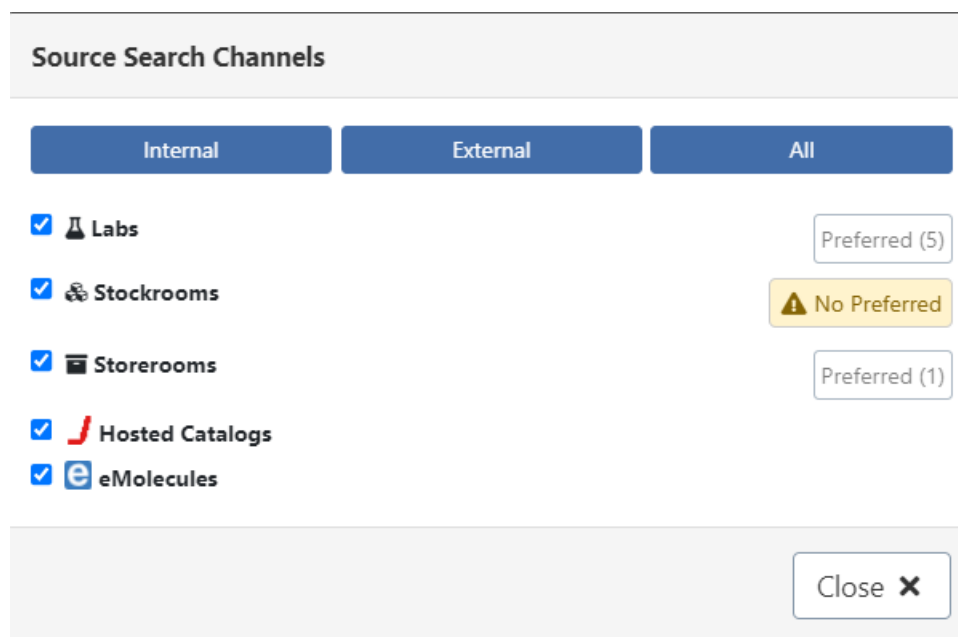 Source Search Channels
Internal External All
Labs Preferred (5)
Stockrooms No Preferred
Storerooms Preferred (1)
Hosted Catalogs
eMolecules
Close